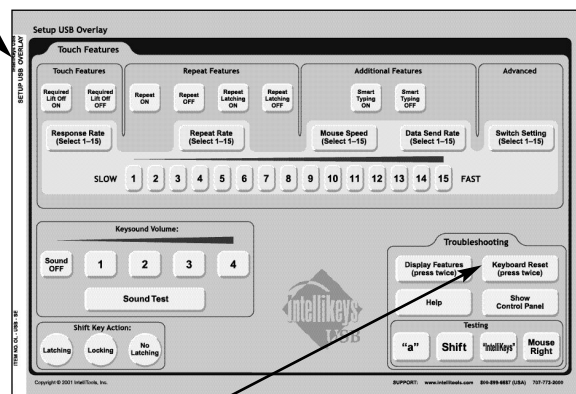 Setup USB Overlay
SETUP USB OVERLAY
Touch Features
Touch Features
Repeat Features
Additional Features
Advanced
Required Lift Off ON
Required Lift Off OFF
Repeat ON
Repeat OFF
Repeat Latching ON
Repeat Latching OFF
Smart Typing ON
Smart Typing OFF
Response Rate
(Select 1–15)
Repeat Rate
(Select 1–15)
Mouse Speed
(Select 1–15)
Data Send Rate
(Select 1–15)
Switch Setting
(Select 1–15)
SLOW 1 2 3 4 5 6 7 8 9 10 11 12 13 14 15 FAST
Keysound Volume:
Sound OFF
1 2 3 4
Sound Test
Shift Key Action:
Latching
Locking
No Latching
Intellikeys
USB
Troubleshooting
Display Features
(press twice)
Keyboard Reset
(press twice)
Help
Show
Control Panel
Testing
“a”
Shift
"IntelliKeys"
Mouse Right
ITEM NO. OL - USB - SE
Copyright © 2001 IntelliTools, Inc.
SUPPORT: www.intellitools.com
(USA)